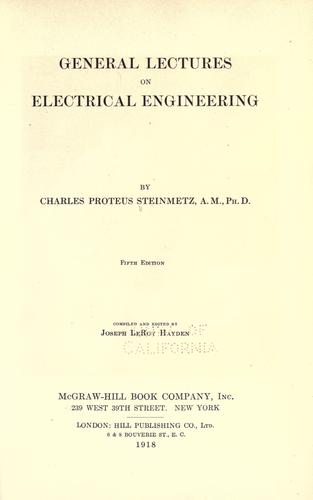 GENERAL LECTURES
ON
ELECTRICAL ENGINEERING
BY
CHARLES PROTEUS STEINMETZ, A.M., PH.D.
FIFTH EDITION
COMPILED AND EDITED BY
JOSEPH LEROY HAYDEN
OF
CALIFORNIA
MCGRAW-HILL BOOK COMPANY, INC.
239 WEST 39TH STREET. NEW YORK
LONDON: HILL PUBLISHING CO., LTD.
6 & 8 BOUVERIE ST., E. C.
1918